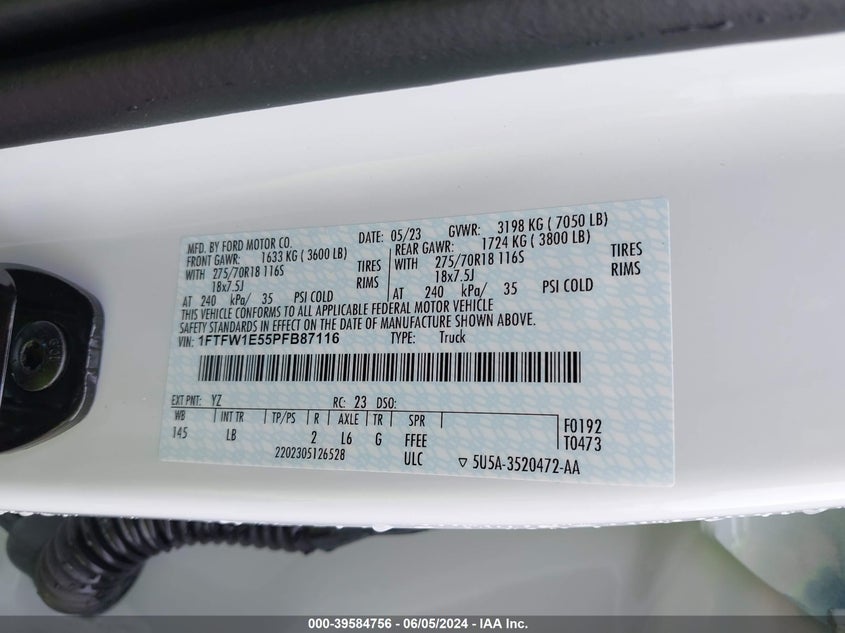 MFD. BY FORD MOTOR CO.
DATE: 05/23 GVWR: 3198 KG ( 7050 LB)
FRONT GAWR: 1633 KG ( 3600 LB) REAR GAWR: 1724 KG ( 3800 LB)
WITH 275/70R18 116S TIRES WITH 275/70R18 116S TIRES
18x7.5J RIMS 18x7.5J RIMS
AT 240 kPa/ 35 PSI COLD AT 240 kPa/ 35 PSI COLD
THIS VEHICLE CONFORMS TO ALL APPLICABLE FEDERAL MOTOR VEHICLE
SAFETY STANDARDS IN EFFECT ON THE DATE OF MANUFACTURE SHOWN ABOVE.
VIN: 1FTFW1E55PFB87116 TYPE: Truck
EXT PNT: YZ RC: 23 DSO:
WB INT TR TP/PS R AXLE TR SPR F0192
145 LB 2 L6 G FFEE T0473
2202305126528 ULC ▽ 5U5A-3520472-AA
000-39584756 - 06/05/2024 - IAA Inc.